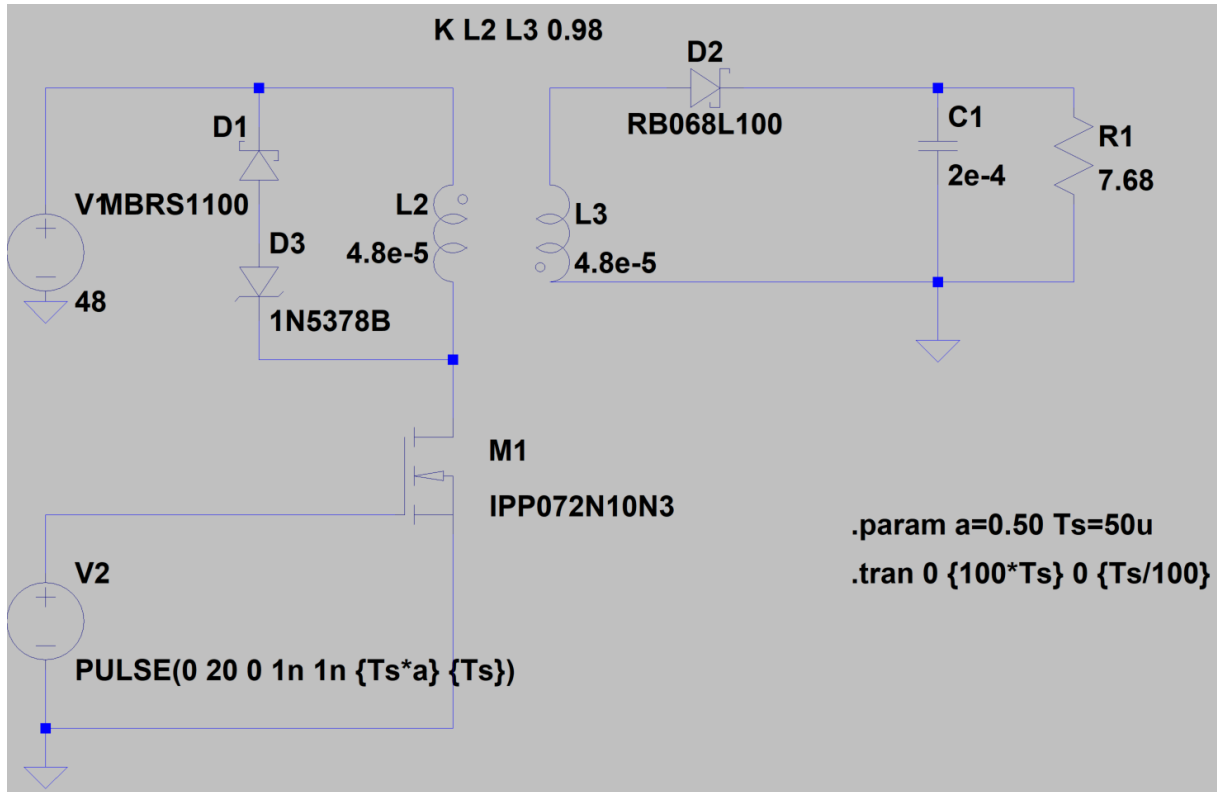 K L2 L3 0.98
D2
RB068L100
D1
C1
R1
2e-4
7.68
V1
MBRS1100
L2
L3
4.8e-5
4.8e-5
D3
48
1N5378B
M1
IPP072N10N3
.param a=0.50 Ts=50u
V2
.tran 0 {100*Ts} 0 {Ts/100}
PULSE(0 20 0 1n 1n {Ts*a} {Ts})